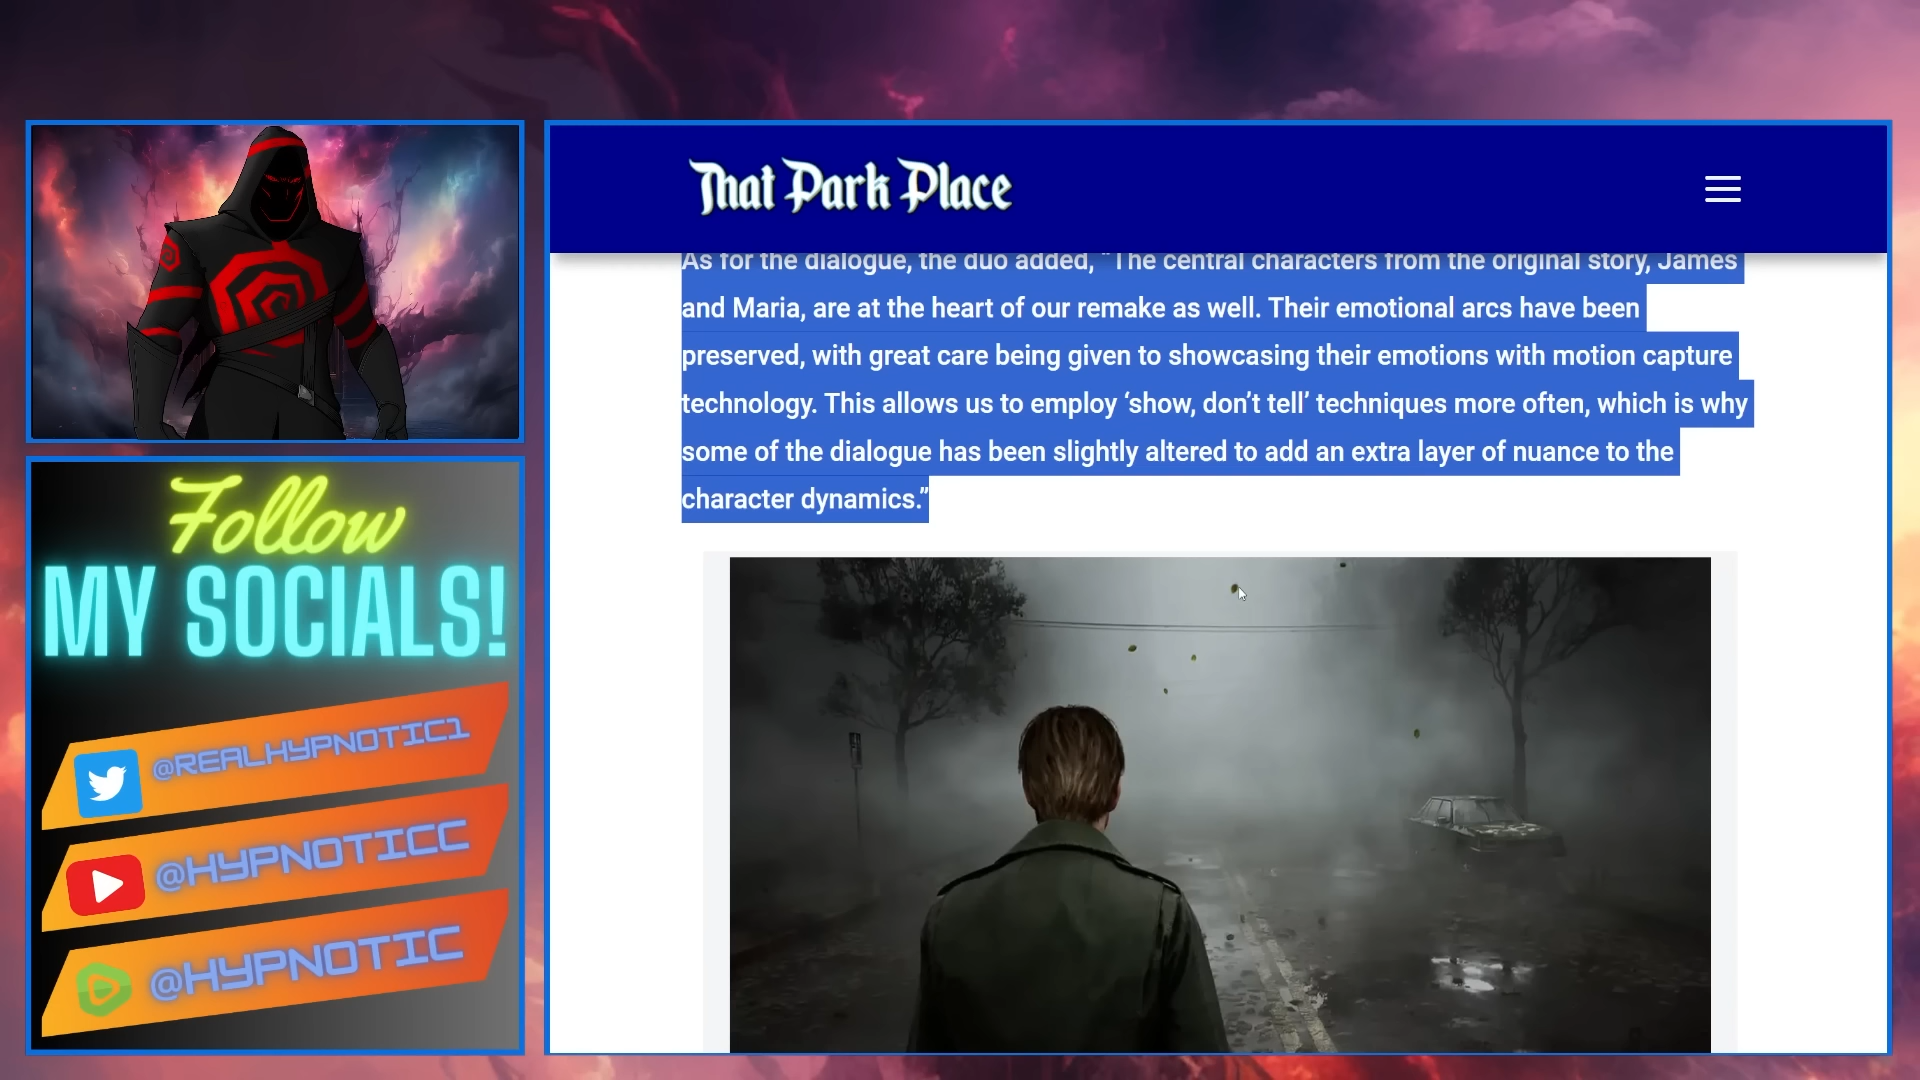 That Park Place
As for the dialogue, the duo added, “The central characters from the original story, James
and Maria, are at the heart of our remake as well. Their emotional arcs have been
preserved, with great care being given to showcasing their emotions with motion capture
technology. This allows us to employ ‘show, don’t tell’ techniques more often, which is why
some of the dialogue has been slightly altered to add an extra layer of nuance to the
character dynamics.”
Follow
MY SOCIALS!
@REALHYPNOTIC1
@HYPNOTICC
@HYPNOTIC